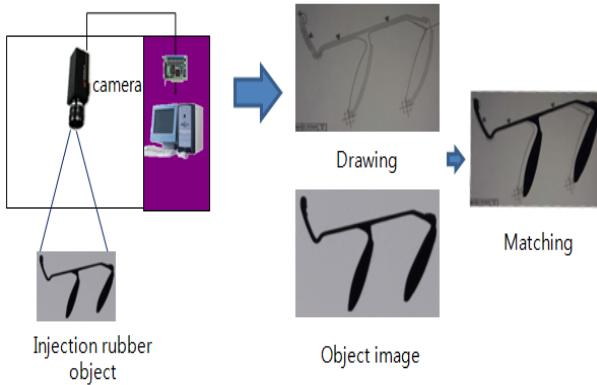 camera
Injection rubber
object
Drawing
Object image
Matching